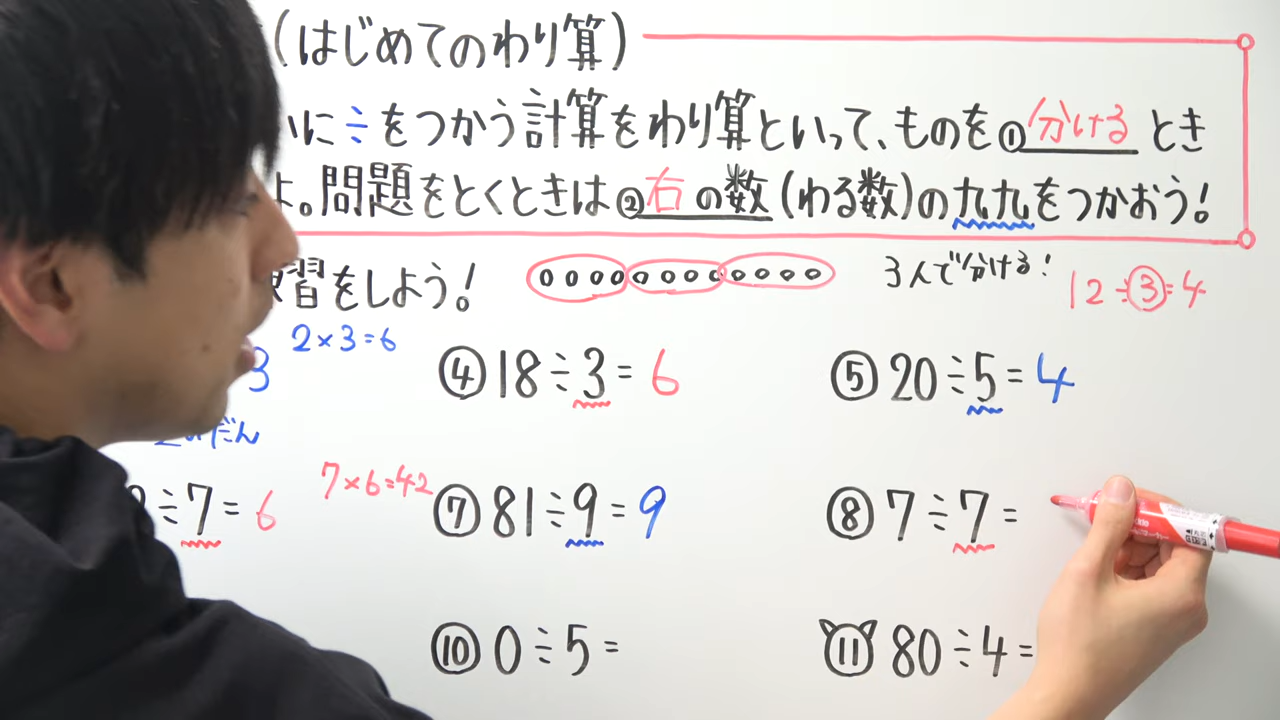 (はじめてのわり算)
いに÷をつかう計算をわり算といって、ものを①分けるとき
よ。問題をとくときは②右の数(わる数)の九九をつかおう!
習をしよう!
3人で分ける!
12÷③=4
3
2×3=6
④18÷3=6
⑤20÷5=4
のだん
÷7=6
7×6=42
⑦81÷9=9
⑧7÷7=
⑩0÷5=
⑪80÷4=